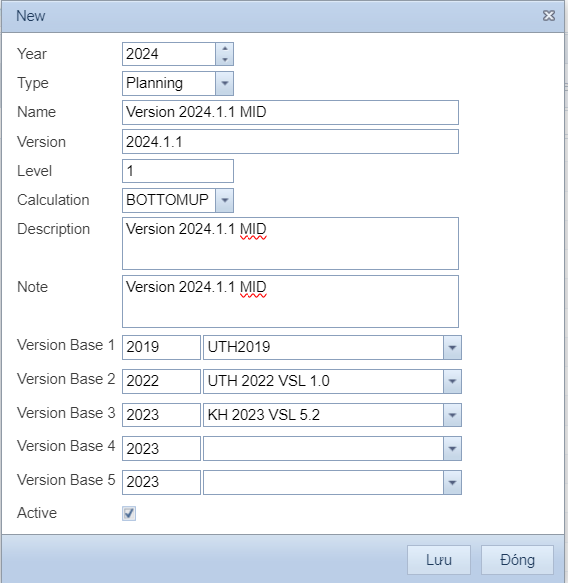 New
Year 2024
Type Planning
Name Version 2024.1.1 MID
Version 2024.1.1
Level 1
Calculation BOTTOMUP
Description Version 2024.1.1 MID
Note Version 2024.1.1 MID
Version Base 1 2019 UTH2019
Version Base 2 2022 UTH 2022 VSL 1.0
Version Base 3 2023 KH 2023 VSL 5.2
Version Base 4 2023
Version Base 5 2023
Active
Lưu Đóng